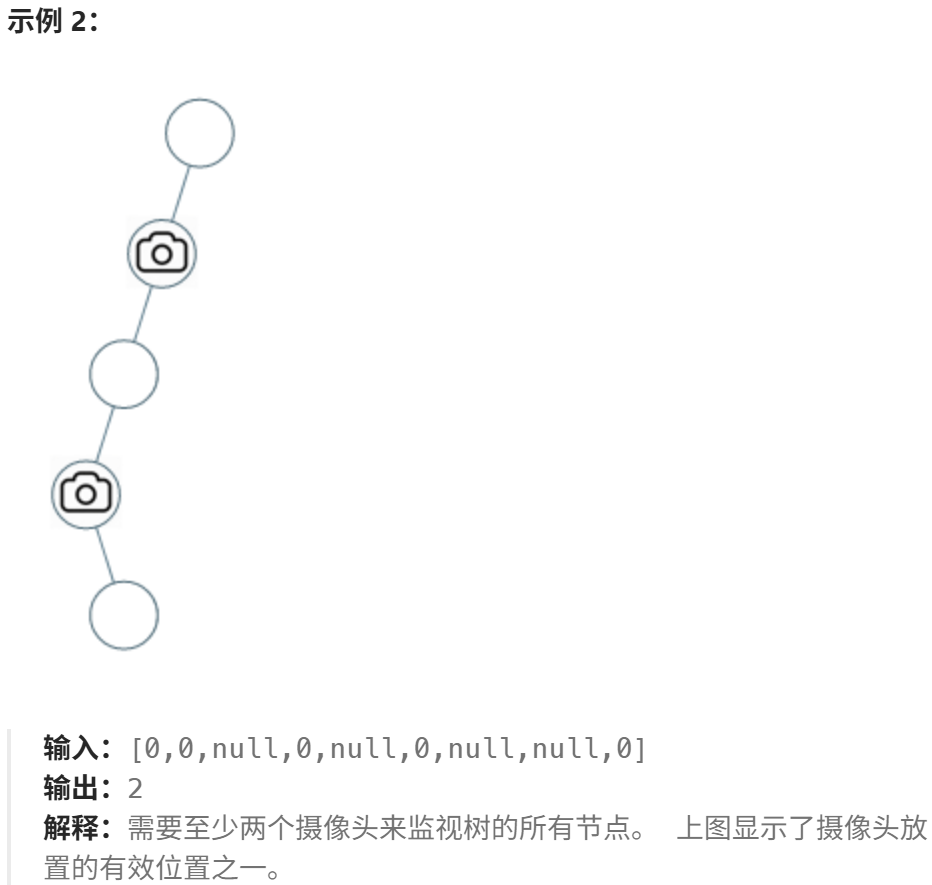 示例 2：
输入：[0,0,null,0,null,0,null,null,0]
输出：2
解释：需要至少两个摄像头来监视树的所有节点。 上图显示了摄像头放
置的有效位置之一。